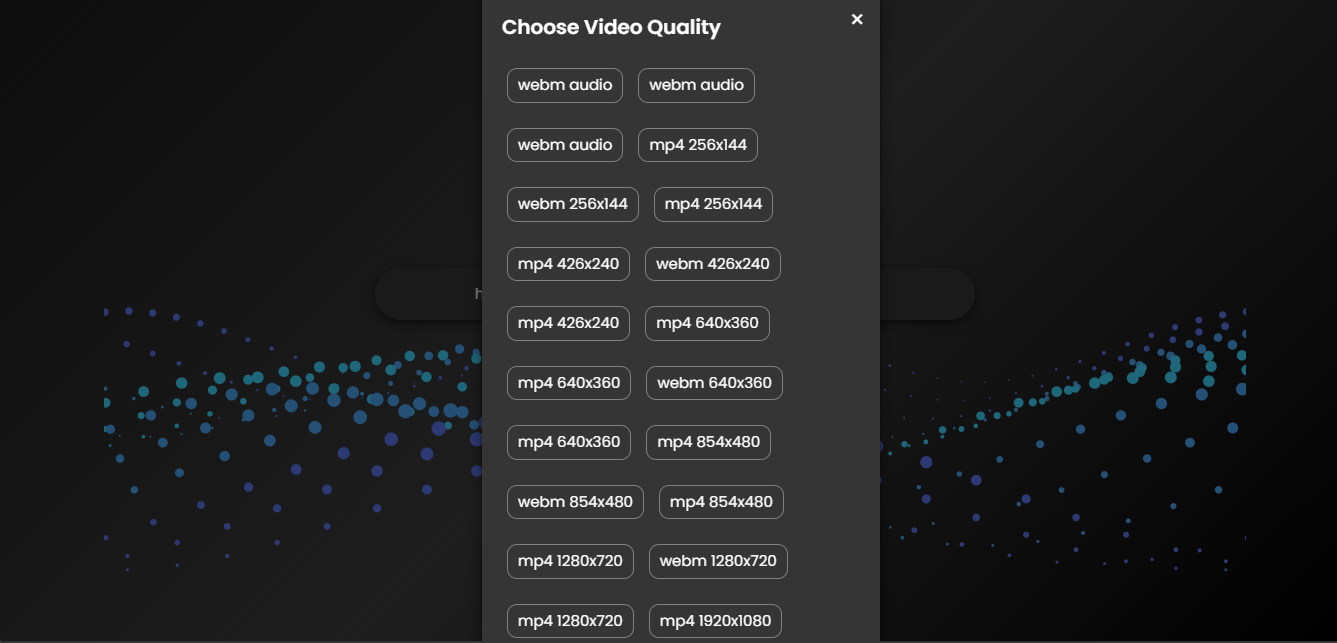 Choose Video Quality ×
webm audio webm audio
webm audio mp4 256x144
webm 256x144 mp4 256x144
mp4 426x240 webm 426x240
mp4 426x240 mp4 640x360
mp4 640x360 webm 640x360
mp4 640x360 mp4 854x480
webm 854x480 mp4 854x480
mp4 1280x720 webm 1280x720
mp4 1280x720 mp4 1920x1080